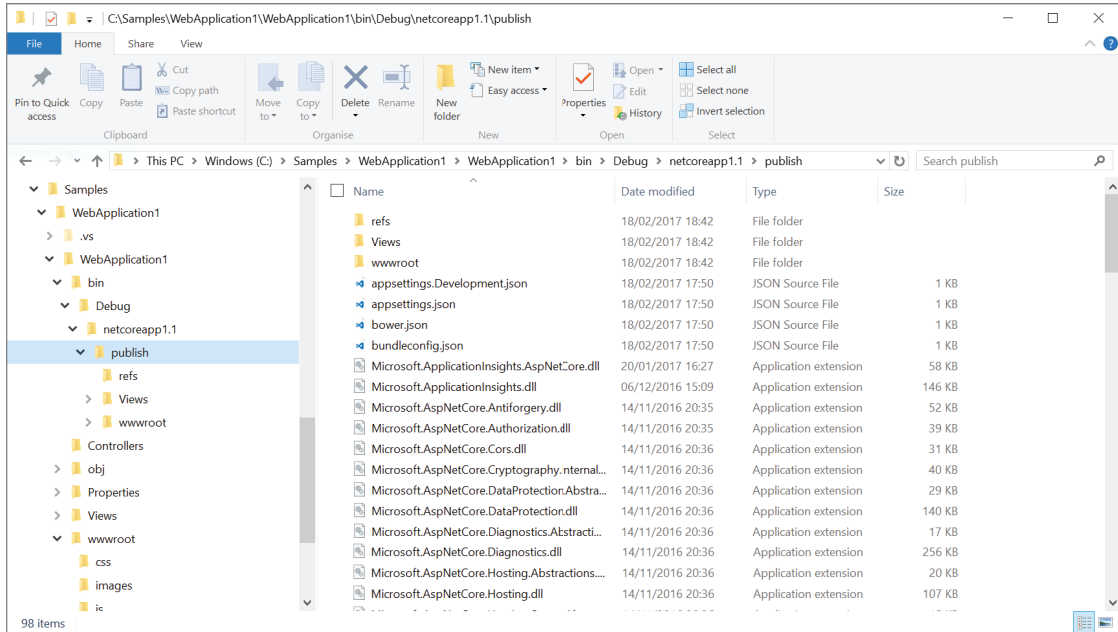 C:\Samples\WebApplication1\WebApplication1\bin\Debug\netcoreapp1.1\publish
File Home Share View
Pin to Quick access
Copy
Paste
Cut
Copy path
Paste shortcut
Clipboard
Move to
Copy to
Delete
Rename
Organise
New folder
New item
Easy access
New
Properties
Open
Edit
History
Open
Select all
Select none
Invert selection
Select
This PC > Windows (C:) > Samples > WebApplication1 > WebApplication1 > bin > Debug > netcoreapp1.1 > publish
Search publish
Samples
WebApplication1
.vs
WebApplication1
bin
Debug
netcoreapp1.1
publish
refs
Views
wwwroot
Controllers
obj
Properties
Views
wwwroot
css
images
js
Name Date modified Type Size
refs 18/02/2017 18:42 File folder
Views 18/02/2017 18:42 File folder
wwwroot 18/02/2017 18:42 File folder
appsettings.Development.json 18/02/2017 17:50 JSON Source File 1 KB
appsettings.json 18/02/2017 17:50 JSON Source File 1 KB
bower.json 18/02/2017 17:50 JSON Source File 1 KB
bundleconfig.json 18/02/2017 17:50 JSON Source File 1 KB
Microsoft.ApplicationInsights.AspNetCore.dll 20/01/2017 16:27 Application extension 58 KB
Microsoft.ApplicationInsights.dll 06/12/2016 15:09 Application extension 146 KB
Microsoft.AspNetCore.Antiforgery.dll 14/11/2016 20:35 Application extension 52 KB
Microsoft.AspNetCore.Authorization.dll 14/11/2016 20:35 Application extension 39 KB
Microsoft.AspNetCore.Cors.dll 14/11/2016 20:36 Application extension 31 KB
Microsoft.AspNetCore.Cryptography.Internal... 14/11/2016 20:36 Application extension 40 KB
Microsoft.AspNetCore.DataProtection.Abstra... 14/11/2016 20:36 Application extension 29 KB
Microsoft.AspNetCore.DataProtection.dll 14/11/2016 20:36 Application extension 140 KB
Microsoft.AspNetCore.Diagnostics.Abstracti... 14/11/2016 20:36 Application extension 17 KB
Microsoft.AspNetCore.Diagnostics.dll 14/11/2016 20:36 Application extension 256 KB
Microsoft.AspNetCore.Hosting.Abstractions.... 14/11/2016 20:36 Application extension 20 KB
Microsoft.AspNetCore.Hosting.dll 14/11/2016 20:36 Application extension 107 KB
98 items